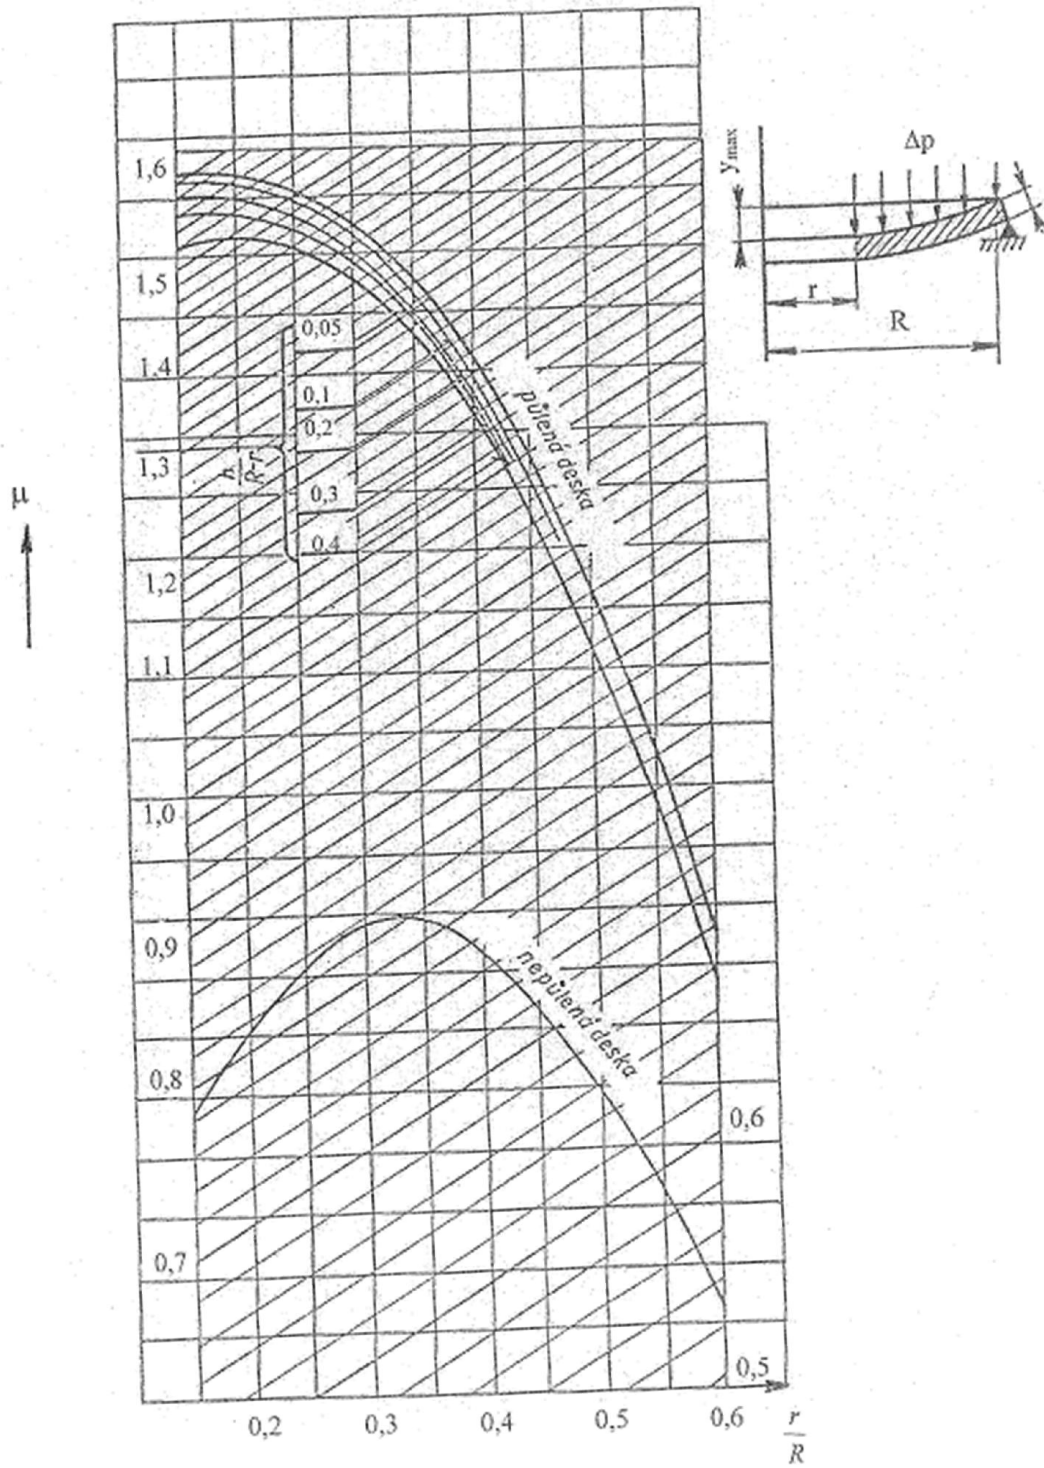 1,6
1,5
1,4
1,3
1,2
1,1
1,0
0,9
0,8
0,7
μ
0,05
0,1
0,2
0,3
0,4
h
R-r
půlená deska
nepůlená deska
0,6
0,5
0,2 0,3 0,4 0,5 0,6
r
R
Δp
y max
r
R